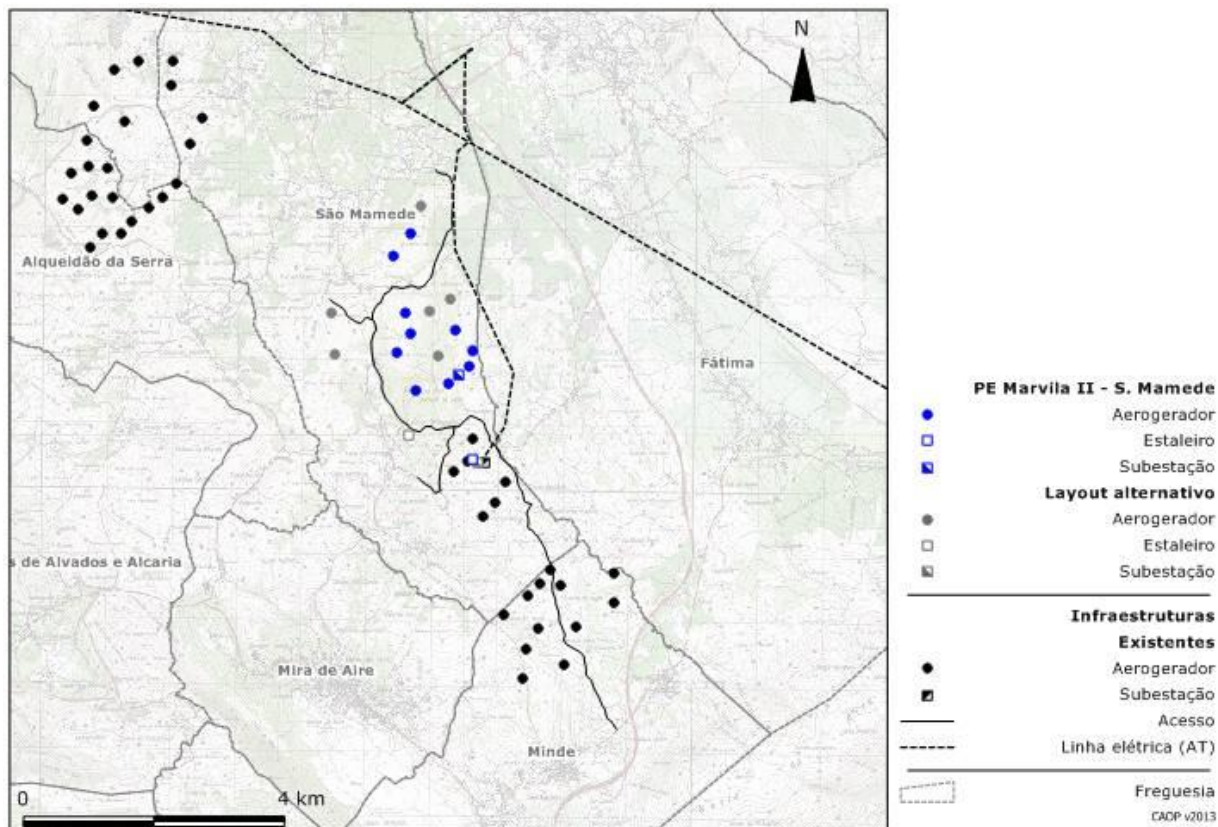 N
São Mamede
Alqueidão da Serra
Fátima
s de Alvados e Alcaria
Mira de Aire
Minde
0
4 km
PE Marvila II - S. Mamede
Aerogerador
Estaleiro
Subestação
Layout alternativo
Aerogerador
Estaleiro
Subestação
Infraestruturas
Existentes
Aerogerador
Subestação
Acesso
Linha elétrica (AT)
Freguesia
CAOP v2013